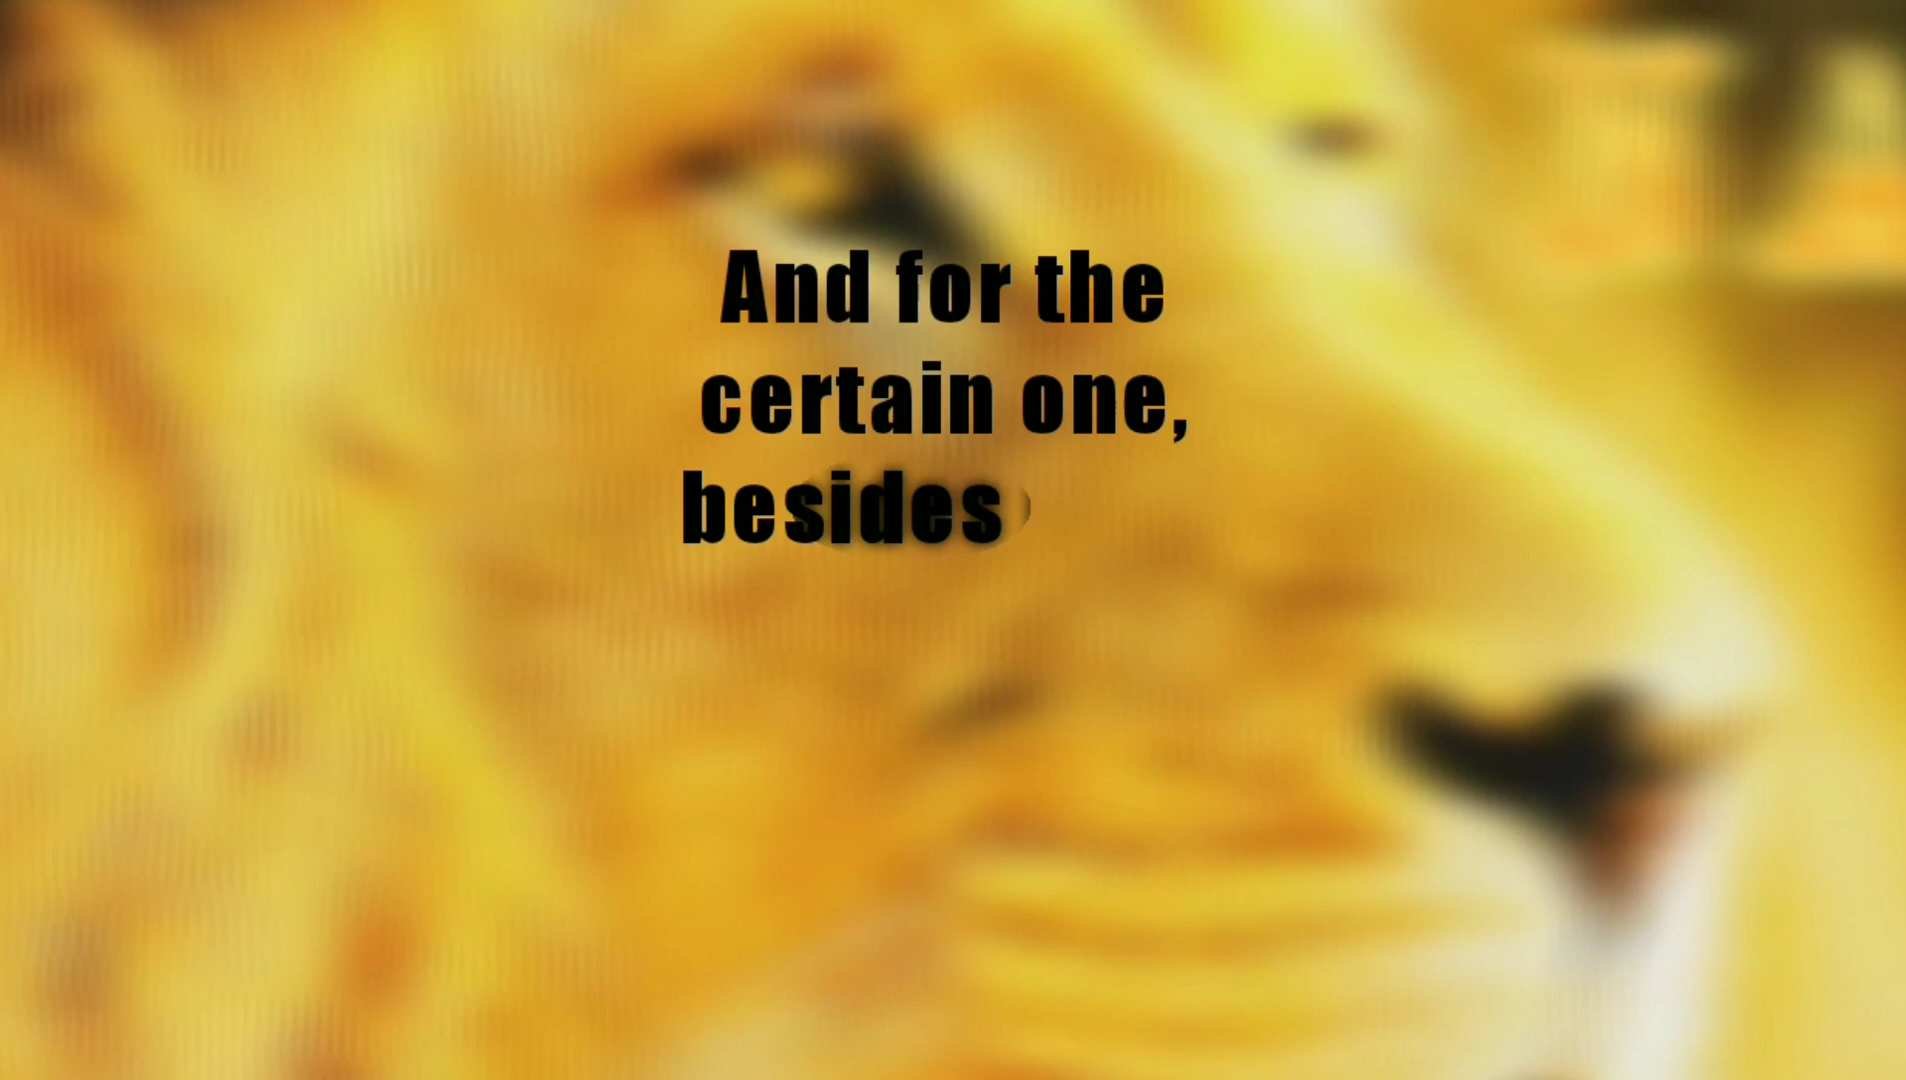 And for the
certain one,
besides